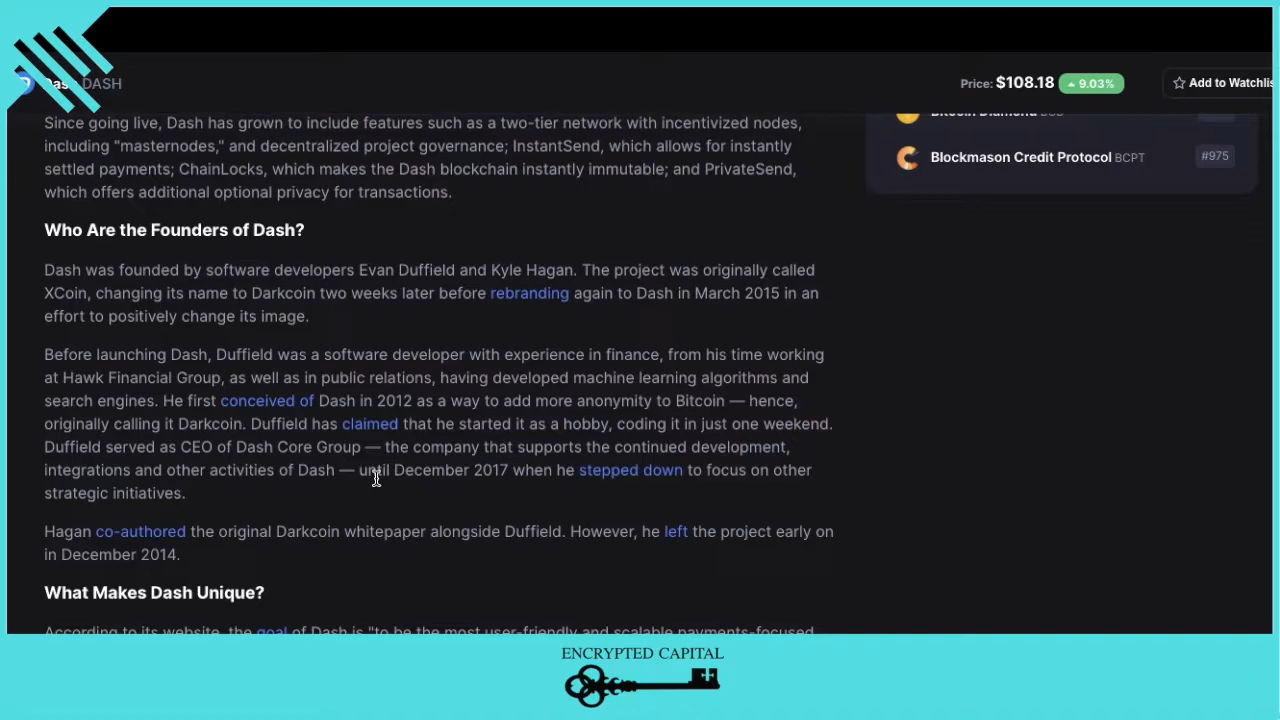 Dash DASH
Price: $108.18 9.03%
Add to Watchlis
Since going live, Dash has grown to include features such as a two-tier network with incentivized nodes,
including "masternodes," and decentralized project governance; InstantSend, which allows for instantly
settled payments; ChainLocks, which makes the Dash blockchain instantly immutable; and PrivateSend,
which offers additional optional privacy for transactions.
Bitcoin Diamond BCD
Blockmason Credit Protocol BCPT #975
Who Are the Founders of Dash?
Dash was founded by software developers Evan Duffield and Kyle Hagan. The project was originally called
XCoin, changing its name to Darkcoin two weeks later before rebranding again to Dash in March 2015 in an
effort to positively change its image.
Before launching Dash, Duffield was a software developer with experience in finance, from his time working
at Hawk Financial Group, as well as in public relations, having developed machine learning algorithms and
search engines. He first conceived of Dash in 2012 as a way to add more anonymity to Bitcoin — hence,
originally calling it Darkcoin. Duffield has claimed that he started it as a hobby, coding it in just one weekend.
Duffield served as CEO of Dash Core Group — the company that supports the continued development,
integrations and other activities of Dash — until December 2017 when he stepped down to focus on other
strategic initiatives.
Hagan co-authored the original Darkcoin whitepaper alongside Duffield. However, he left the project early on
in December 2014.
What Makes Dash Unique?
According to its website, the goal of Dash is "to be the most user-friendly and scalable payments-focused
ENCRYPTED CAPITAL